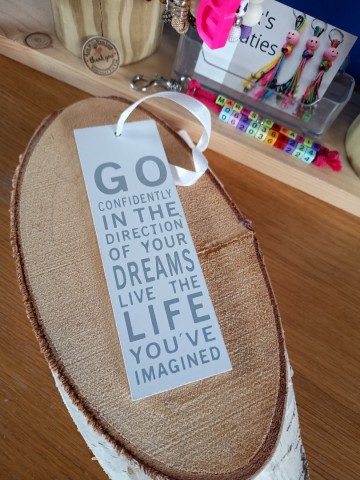 GO
CONFIDENTLY
IN THE
DIRECTION
OF YOUR
DREAMS
LIVE THE
LIFE
YOU'VE
IMAGINED